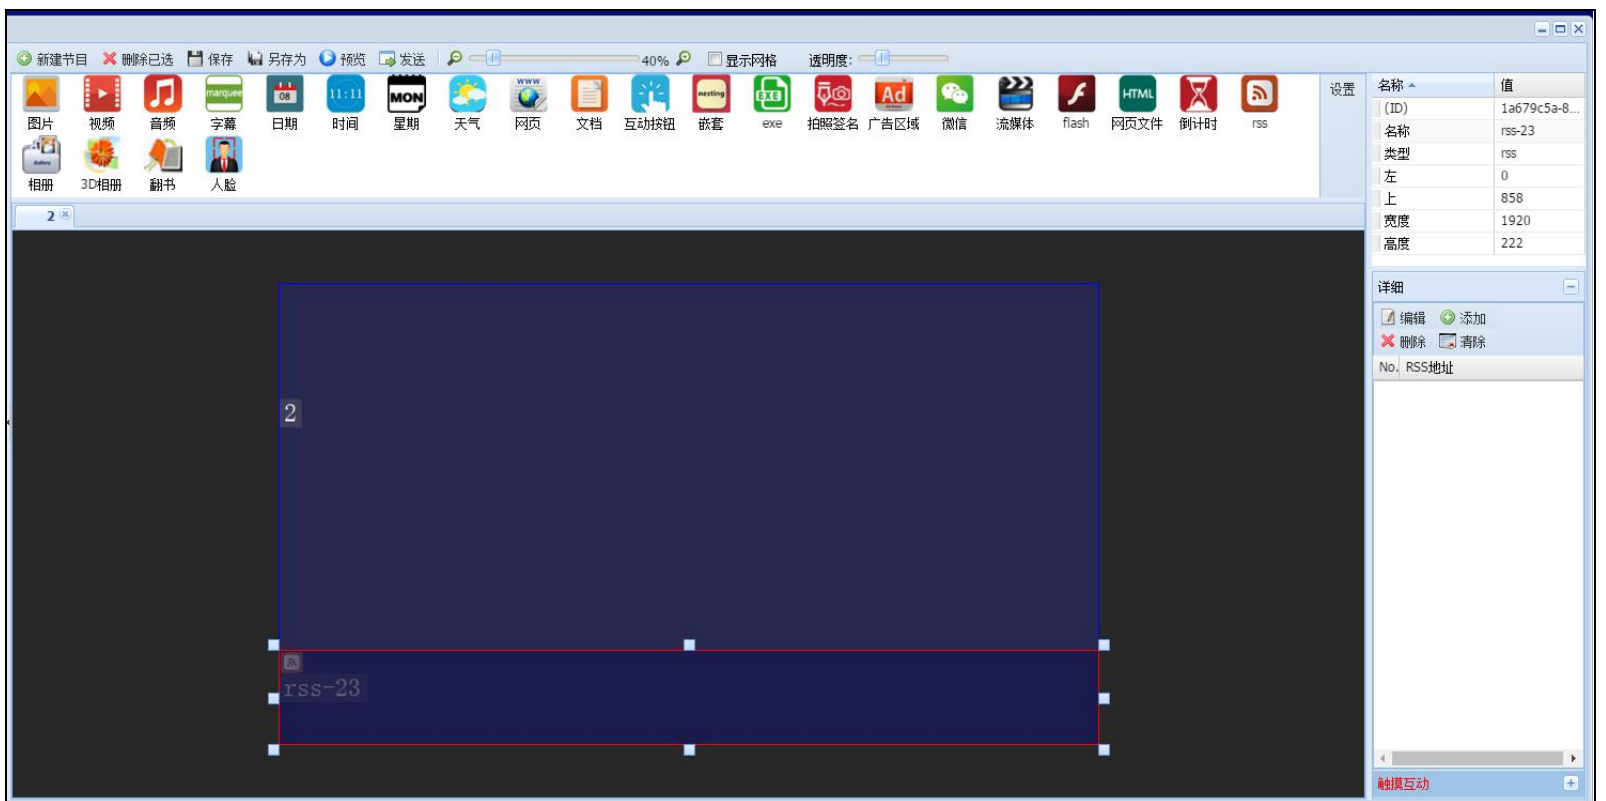 新建节目 删除已选 保存 另存为 预览 发送 40% 显示网格 透明度:
marquee 08 11:11 MON WWW nesting EXE Ad HTML
图片 视频 音频 字幕 日期 时间 星期 天气 网页 文档 互动按钮 嵌套 exe 拍照签名 广告区域 微信 流媒体 flash 网页文件 倒计时 rss
Gallery
相册 3D相册 翻书 人脸
设置
2
2
rss-23
名称 值
(ID) 1a679c5a-8...
名称 rss-23
类型 rss
左 0
上 858
宽度 1920
高度 222
详细
编辑 添加
删除 清除
No. RSS地址
触摸互动